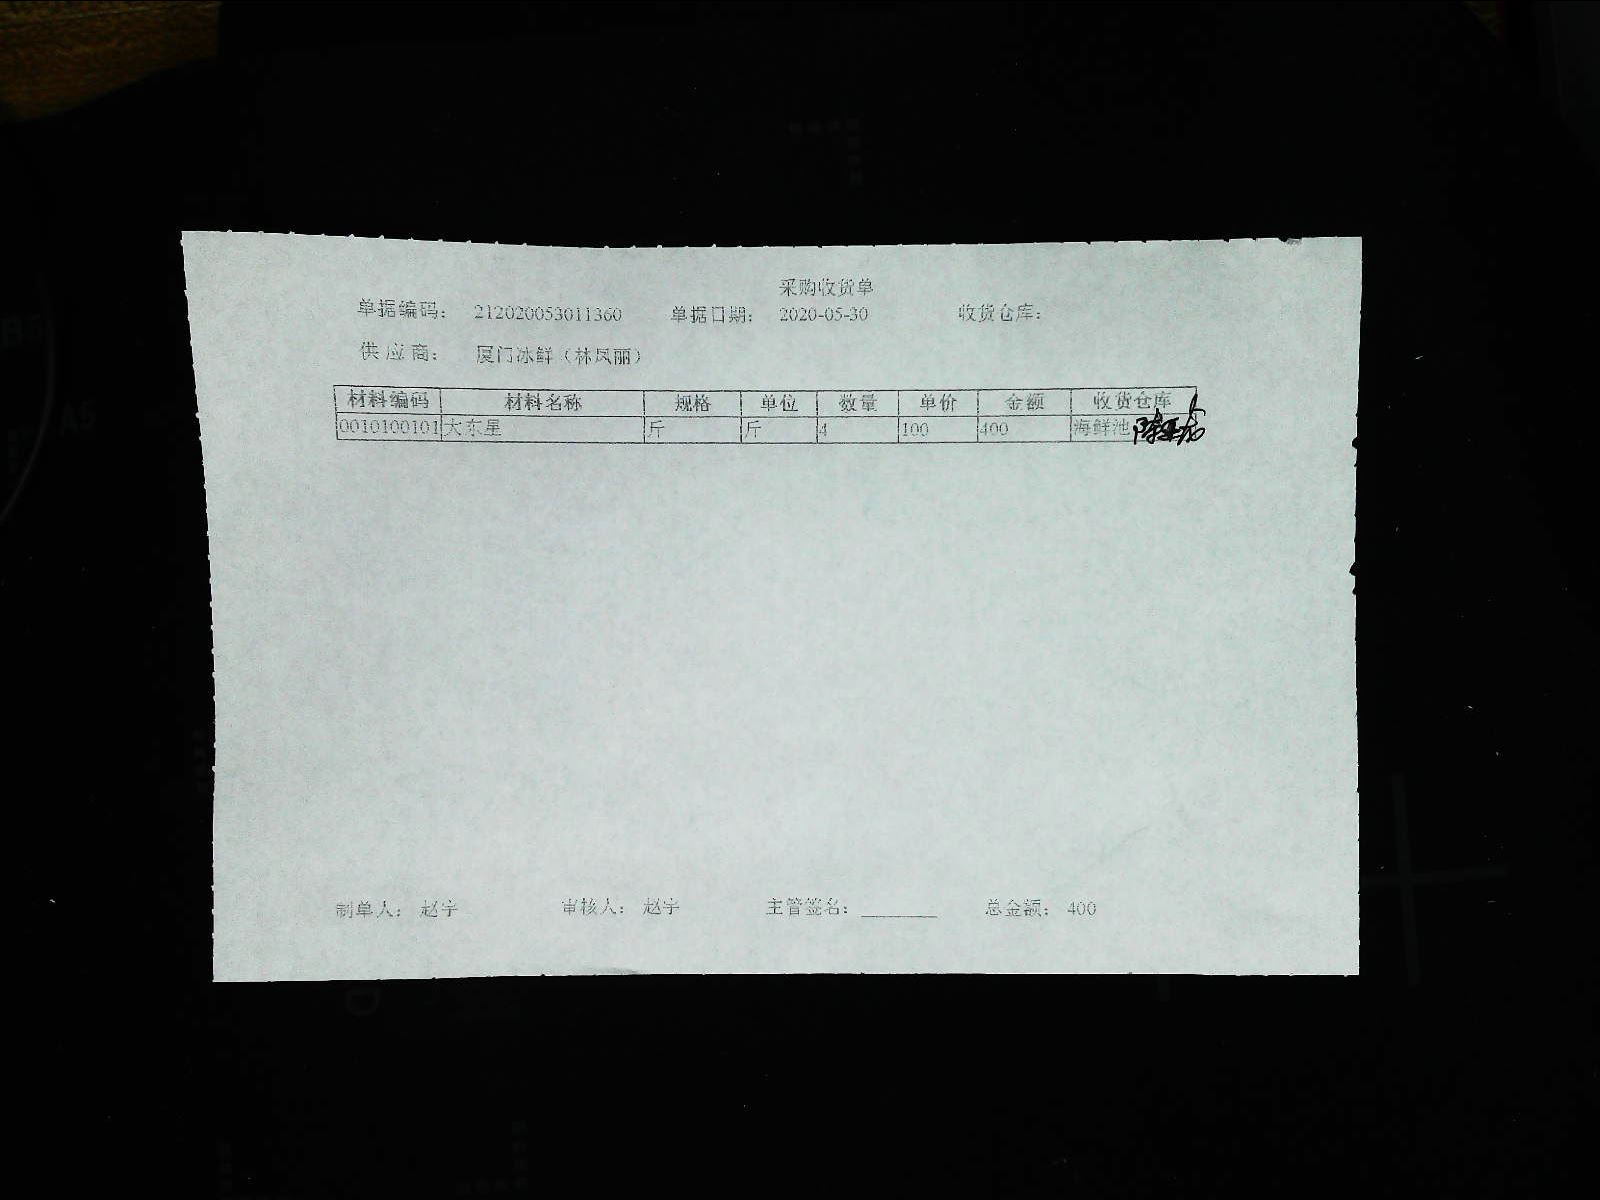 采购收货单
单据编码： 212020053011360 单据日期： 2020-05-30 收货仓库：
供应商： 厦门冰鲜（林凤丽）
材料编码 材料名称 规格 单位 数量 单价 金额 收货仓库
0010100101 大东星 斤 斤 4 100 400 海鲜池
制单人： 赵宇 审核人： 赵宇 主管签名：________ 总金额： 400